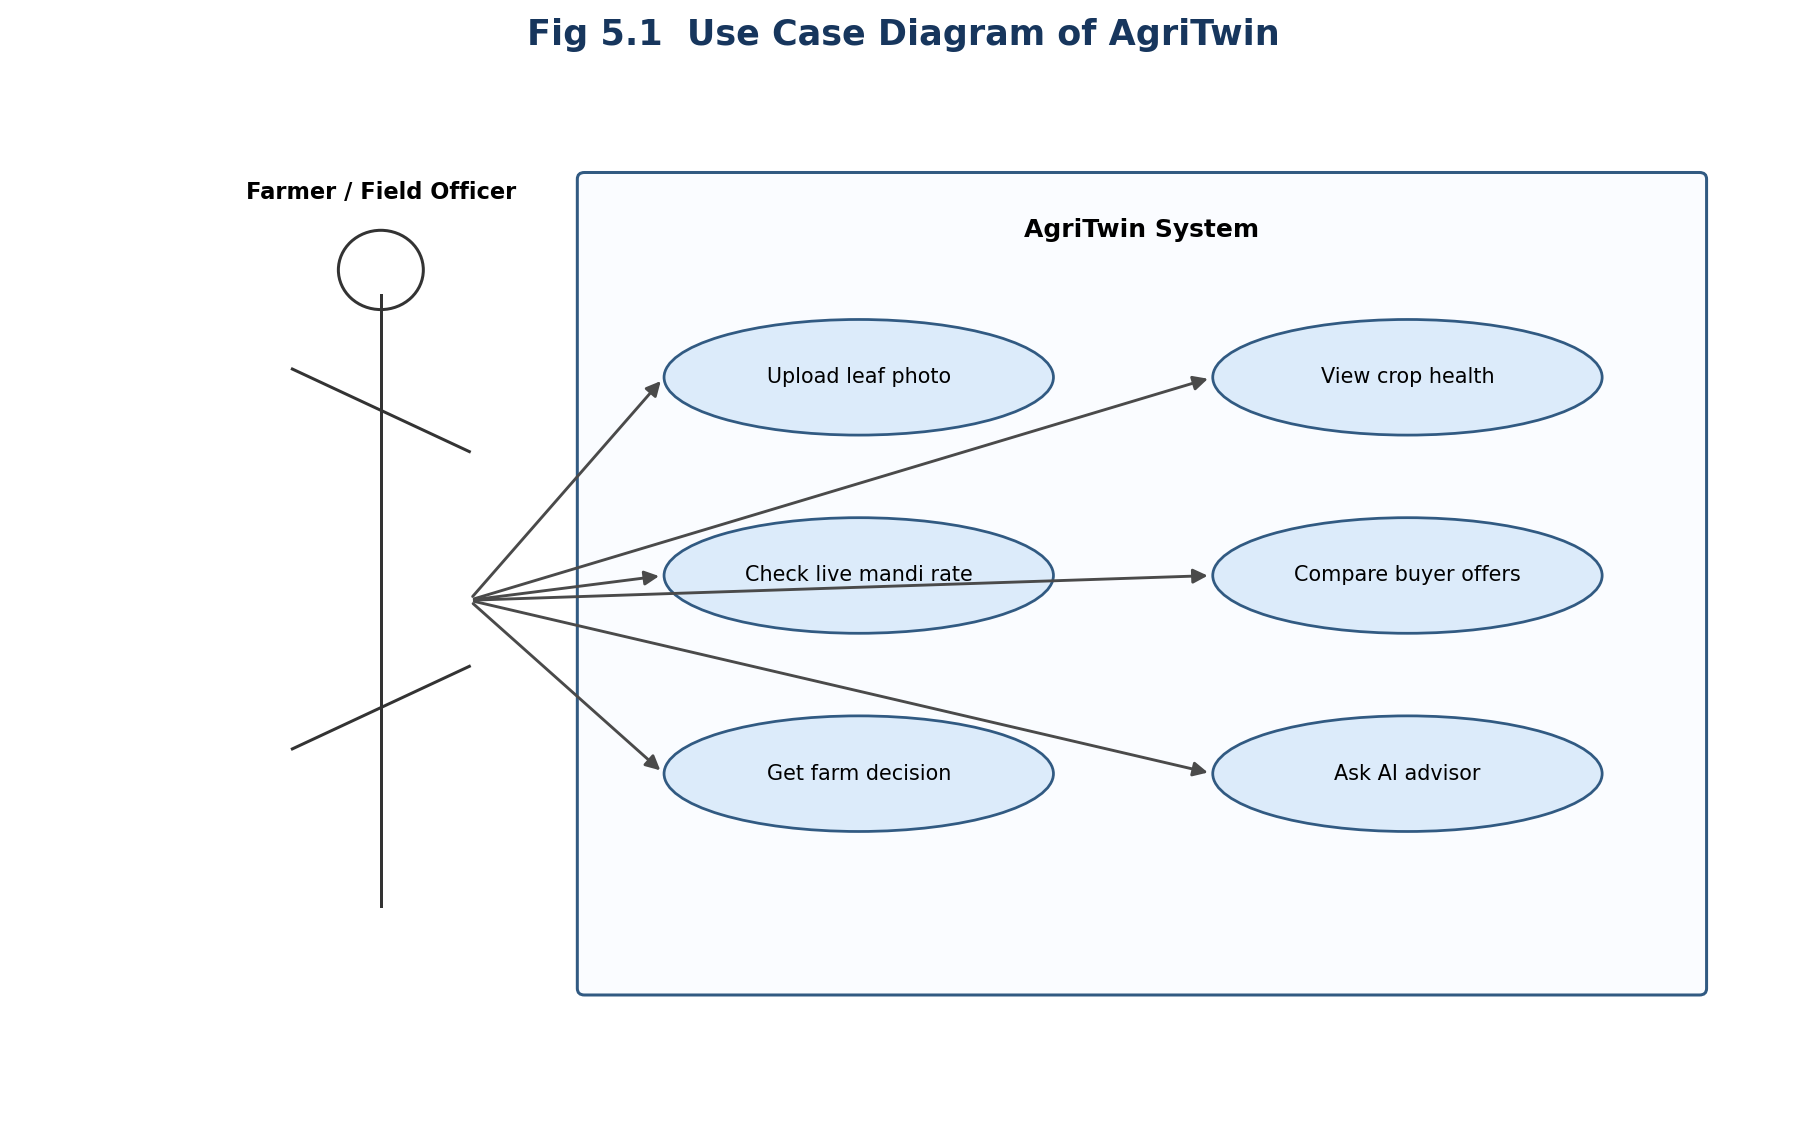 Fig 5.1  Use Case Diagram of AgriTwin
Farmer / Field Officer
AgriTwin System
Upload leaf photo
View crop health
Check live mandi rate
Compare buyer offers
Get farm decision
Ask AI advisor